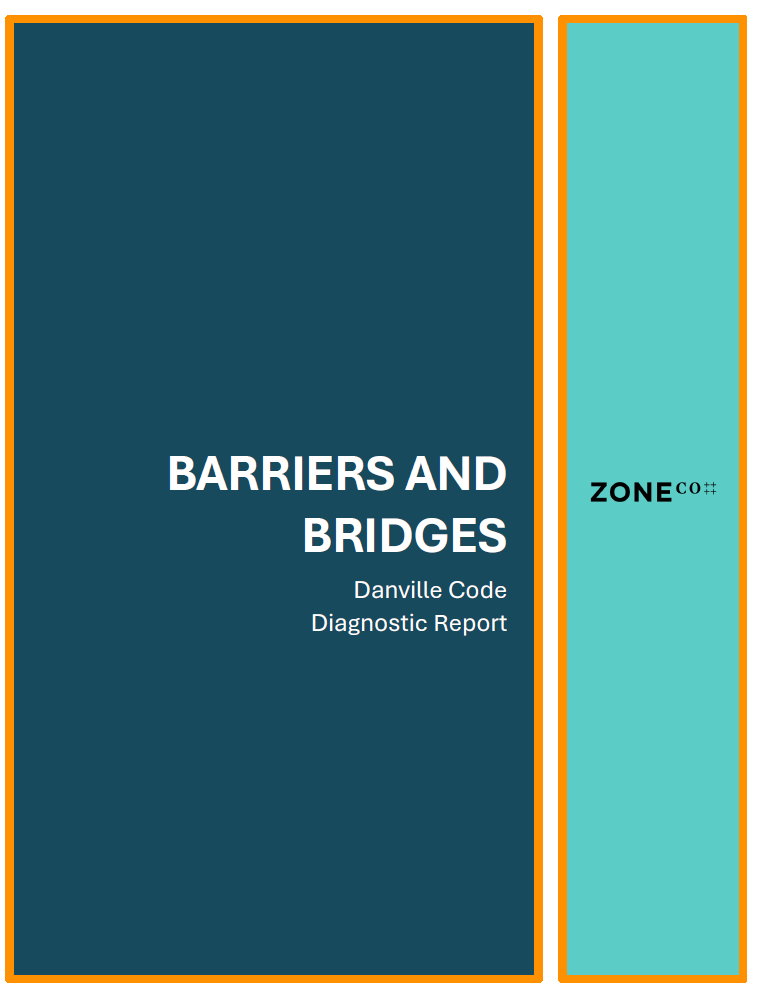 BARRIERS AND
BRIDGES
Danville Code
Diagnostic Report
ZONECO